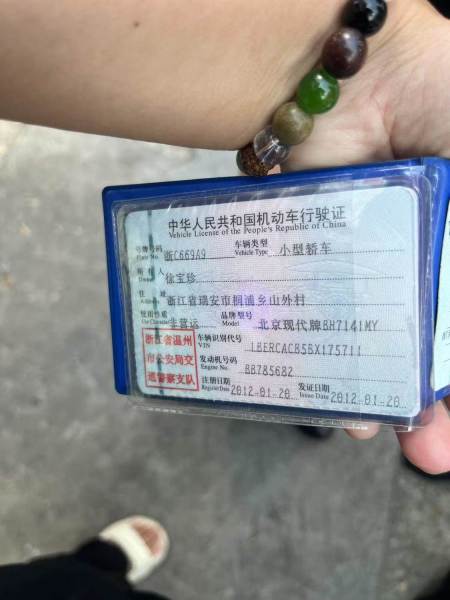 中华人民共和国机动车行驶证
Vehicle License of the People's Republic of China
号牌号码 浙C669A9 车辆类型 小型轿车
Plate No. Vehicle Type
所有人 徐宝珍
Owner
住址 浙江省瑞安市桐浦乡山外村
Address
使用性质 非营运 品牌型号 北京现代牌BH7141MY
Use Character Model
浙江省温州 车辆识别代号 LBERCACB5BX175711
VIN
市公安局交 发动机号码 BB785682
Engine No.
通警察支队 注册日期 2012-01-20 发证日期 2012-01-20
Register Date Issue Date